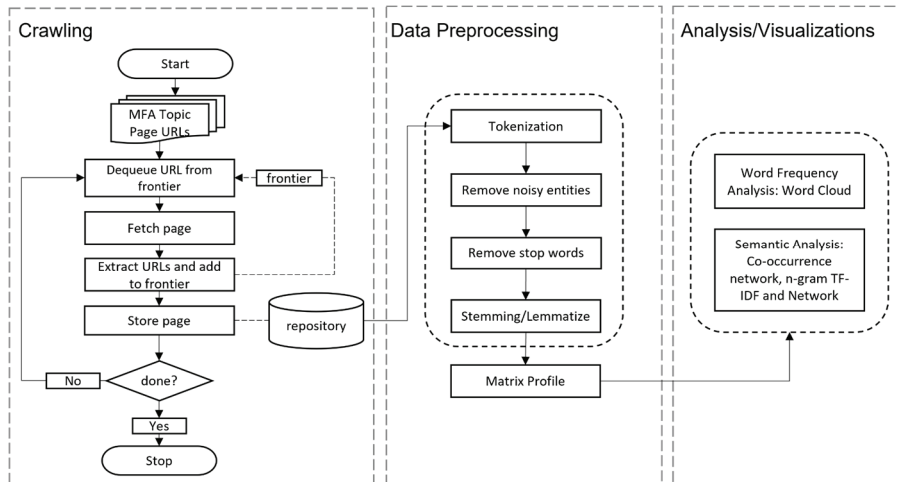 Crawling
Start
MFA Topic
Page URLs
Dequeue URL from
frontier
frontier
Fetch page
Extract URLs and add
to frontier
Store page
repository
done?
No
Yes
Stop
Data Preprocessing
Tokenization
Remove noisy entities
Remove stop words
Stemming/Lemmatize
Matrix Profile
Analysis/Visualizations
Word Frequency
Analysis: Word Cloud
Semantic Analysis:
Co-occurrence
network, n-gram TF-
IDF and Network